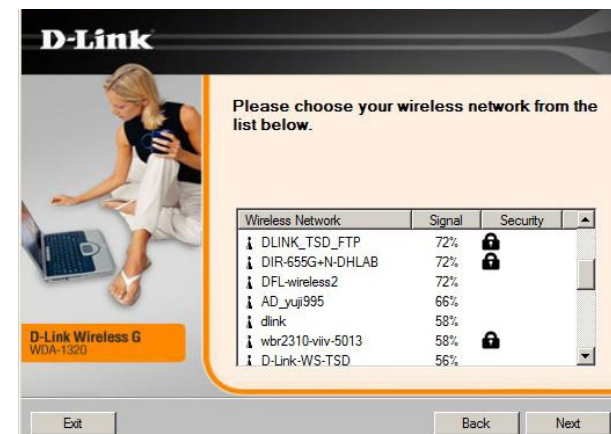 D-Link
Please choose your wireless network from the
list below.
Wireless Network Signal Security
DLINK_TSD_FTP 72%
DIR-655G+N-DHLAB 72%
DFL-wireless2 72%
AD_yuji995 66%
dlink 58%
wbr2310-viiv-5013 58%
D-Link-WS-TSD 56%
D-Link Wireless G
WDA-1320
Exit Back Next